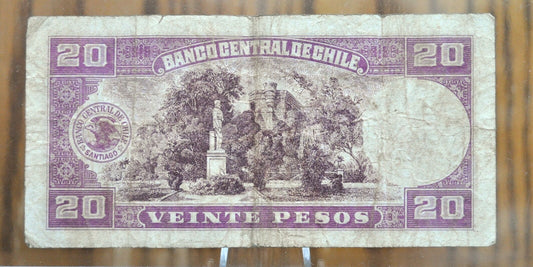 20
BANCO CENTRAL DE CHILE.
20
BANCO CENTRAL DE CHILE
SANTIAGO
20
VEINTE PESOS
20